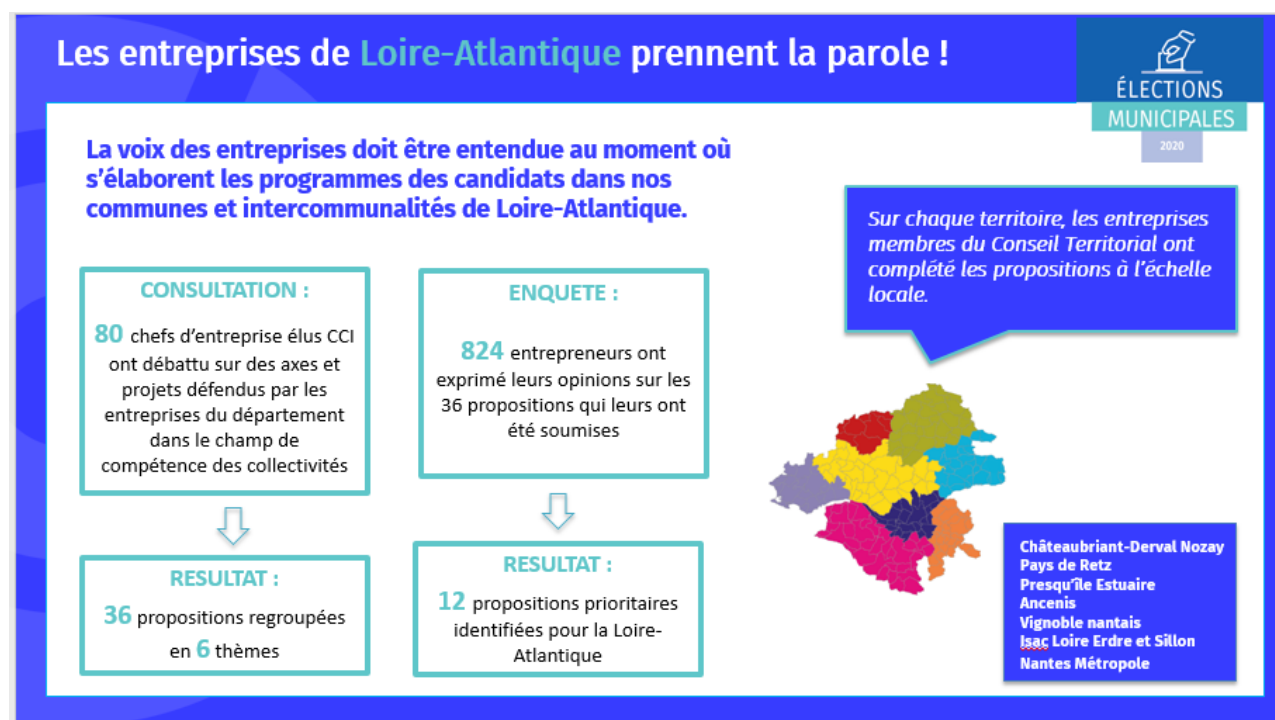 Les entreprises de Loire-Atlantique prennent la parole !
ÉLECTIONS
MUNICIPALES
2020
La voix des entreprises doit être entendue au moment où
s'élaborent les programmes des candidats dans nos
communes et intercommunalités de Loire-Atlantique.
CONSULTATION :
80 chefs d'entreprise élus CCI
ont débattu sur des axes et
projets défendus par les
entreprises du département
dans le champ de
compétence des collectivités
RESULTAT :
36 propositions regroupées
en 6 thèmes
ENQUETE :
824 entrepreneurs ont
exprimé leurs opinions sur les
36 propositions qui leurs ont
été soumises
RESULTAT :
12 propositions prioritaires
identifiées pour la Loire-
Atlantique
Sur chaque territoire, les entreprises
membres du Conseil Territorial ont
complété les propositions à l'échelle
locale.
Châteaubriant-Derval Nozay
Pays de Retz
Presqu'île Estuaire
Ancenis
Vignoble nantais
Isac Loire Erdre et Sillon
Nantes Métropole